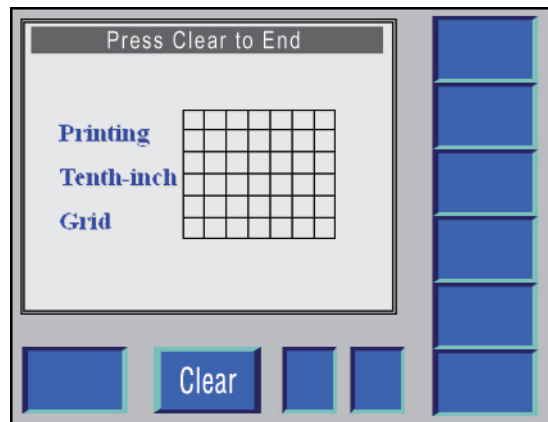 Press Clear to End
Printing
Tenth-inch
Grid
Clear